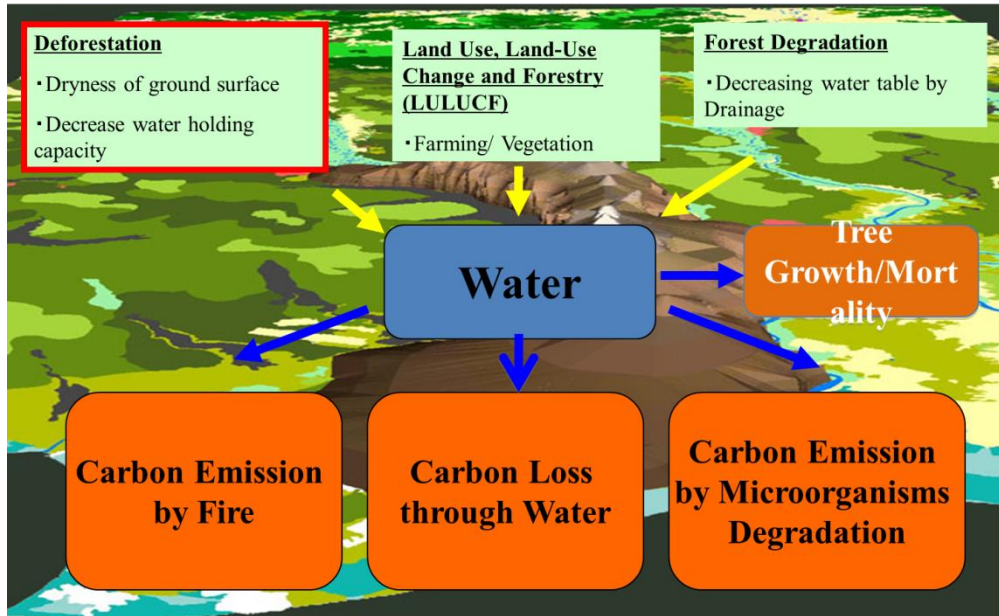 Deforestation
・Dryness of ground surface
・Decrease water holding
capacity
Land Use, Land-Use
Change and Forestry
(LULUCF)
・Farming/ Vegetation
Forest Degradation
・Decreasing water table by
Drainage
Water
Tree
Growth/Mort
ality
Carbon Emission
by Fire
Carbon Loss
through Water
Carbon Emission
by Microorganisms
Degradation